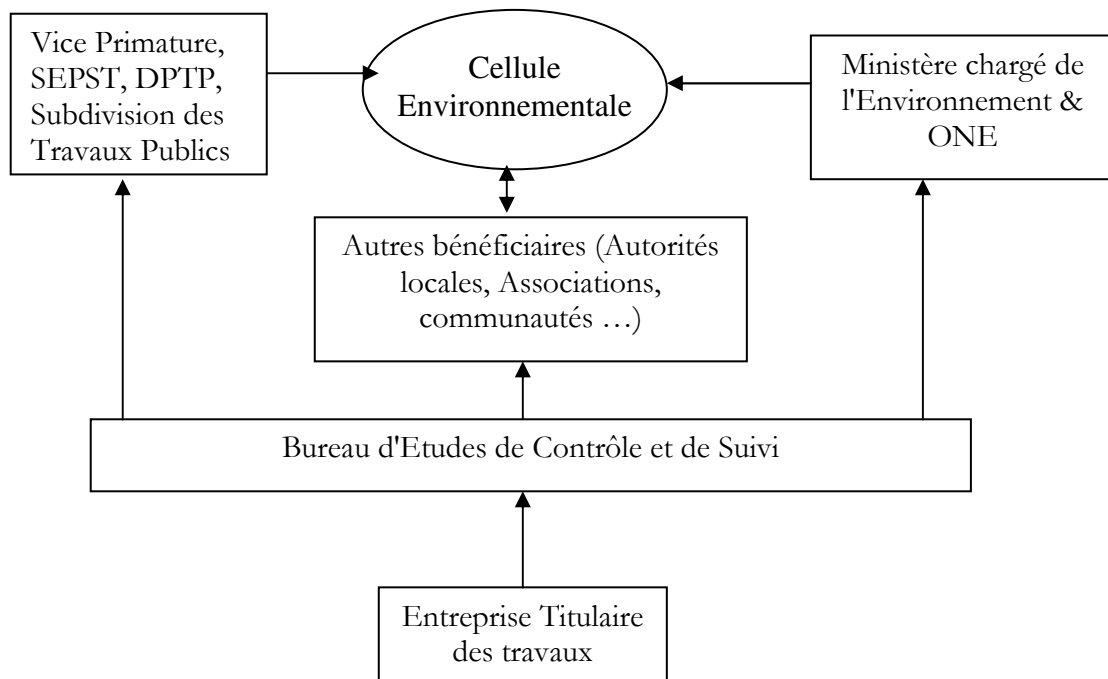 Vice Primature,
SEPST, DPTP,
Subdivision des
Travaux Publics
Cellule
Environnementale
Ministère chargé de
l'Environnement &
ONE
Autres bénéficiaires (Autorités
locales, Associations,
communautés …)
Bureau d'Etudes de Contrôle et de Suivi
Entreprise Titulaire
des travaux